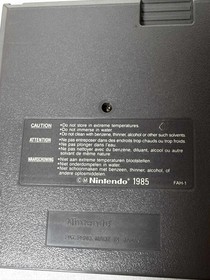 CAUTION •Do not store in extreme temperatures.
•Do not immerse in water.
•Do not clean with benzene, thinner, alcohol or other such solvents.
ATTENTION •Ne pas entreposer dans des endroits trop chauds ou trop froids.
•Ne pas plonger dans l'eau.
•Ne pas nettoyer avec du benzène, diluant, alcool ou autre
solvant de même nature.
WAARSCHUWING •Niet aan extreme temperaturen blootstellen.
•Niet onderdompelen in water.
•Niet schoonmaken met benzeen, thinner, alcohol, of
andere oplosmiddelen.
©Ⓜ Nintendo 1985
FAH-1
Nintendo